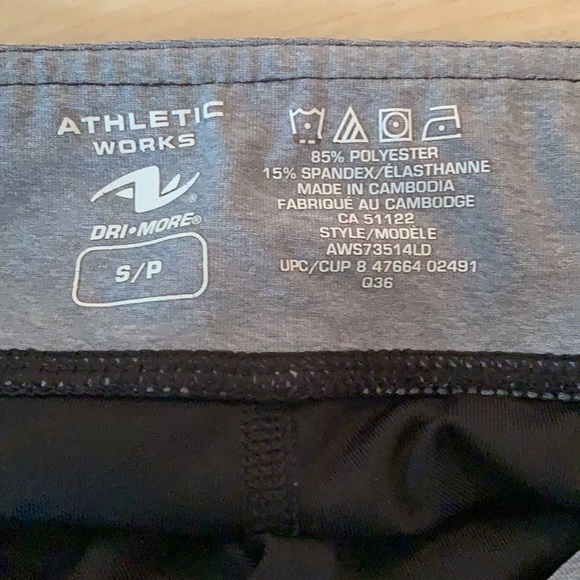 ATHLETIC
WORKS
®
DRI•MORE®
S/P
85% POLYESTER
15% SPANDEX/ÉLASTHANNE
MADE IN CAMBODIA
FABRIQUÉ AU CAMBODGE
CA 51122
STYLE/MODÈLE
AWS73514LD
UPC/CUP 8 47664 02491
Q36